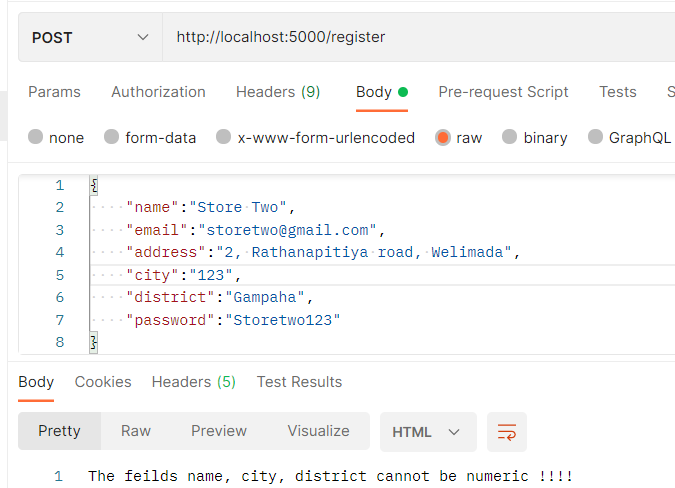 POST http://localhost:5000/register
Params Authorization Headers (9) Body Pre-request Script Tests S
none form-data x-www-form-urlencoded raw binary GraphQL
1 {
2 "name":"Store Two",
3 "email":"storetwo@gmail.com",
4 "address":"2, Rathanapitiya road, Welimada",
5 "city":"123",
6 "district":"Gampaha",
7 "password":"Storetwo123"
8 }
Body Cookies Headers (5) Test Results
Pretty Raw Preview Visualize HTML
1 The feilds name, city, district cannot be numeric !!!!